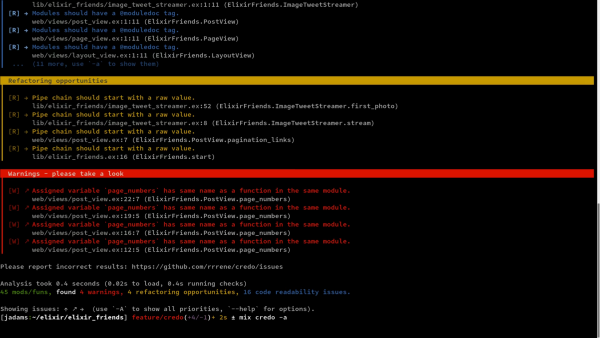 lib/elixir_friends/image_tweet_streamer.ex:1:11 (ElixirFriends.ImageTweetStreamer)
[R] → Modules should have a @moduledoc tag.
web/views/post_view.ex:1:11 (ElixirFriends.PostView)
[R] → Modules should have a @moduledoc tag.
web/views/page_view.ex:1:11 (ElixirFriends.PageView)
[R] → Modules should have a @moduledoc tag.
web/views/layout_view.ex:1:11 (ElixirFriends.LayoutView)
... (11 more, use `-a` to show them)
Refactoring opportunities
[R] → Pipe chain should start with a raw value.
lib/elixir_friends/image_tweet_streamer.ex:52 (ElixirFriends.ImageTweetStreamer.first_photo)
[R] → Pipe chain should start with a raw value.
lib/elixir_friends/image_tweet_streamer.ex:8 (ElixirFriends.ImageTweetStreamer.stream)
[R] → Pipe chain should start with a raw value.
web/views/post_view.ex:7 (ElixirFriends.PostView.pagination_links)
[R] → Pipe chain should start with a raw value.
lib/elixir_friends.ex:16 (ElixirFriends.start)
Warnings - please take a look
[W] ↗ Assigned variable `page_numbers` has same name as a function in the same module.
web/views/post_view.ex:22:7 (ElixirFriends.PostView.page_numbers)
[W] ↗ Assigned variable `page_numbers` has same name as a function in the same module.
web/views/post_view.ex:19:5 (ElixirFriends.PostView.page_numbers)
[W] ↗ Assigned variable `page_numbers` has same name as a function in the same module.
web/views/post_view.ex:16:7 (ElixirFriends.PostView.page_numbers)
[W] ↗ Assigned variable `page_numbers` has same name as a function in the same module.
web/views/post_view.ex:12:5 (ElixirFriends.PostView.page_numbers)
Please report incorrect results: https://github.com/rrrene/credo/issues
Analysis took 0.4 seconds (0.02s to load, 0.4s running checks)
45 mods/funs, found 4 warnings, 4 refactoring opportunities, 16 code readability issues.
Showing issues: ↑ ↗ → (use `-A` to show all priorities, `--help` for options).
[jadams:~/elixir/elixir_friends] feature/credo(+4/-1)+ 2s ± mix credo -a